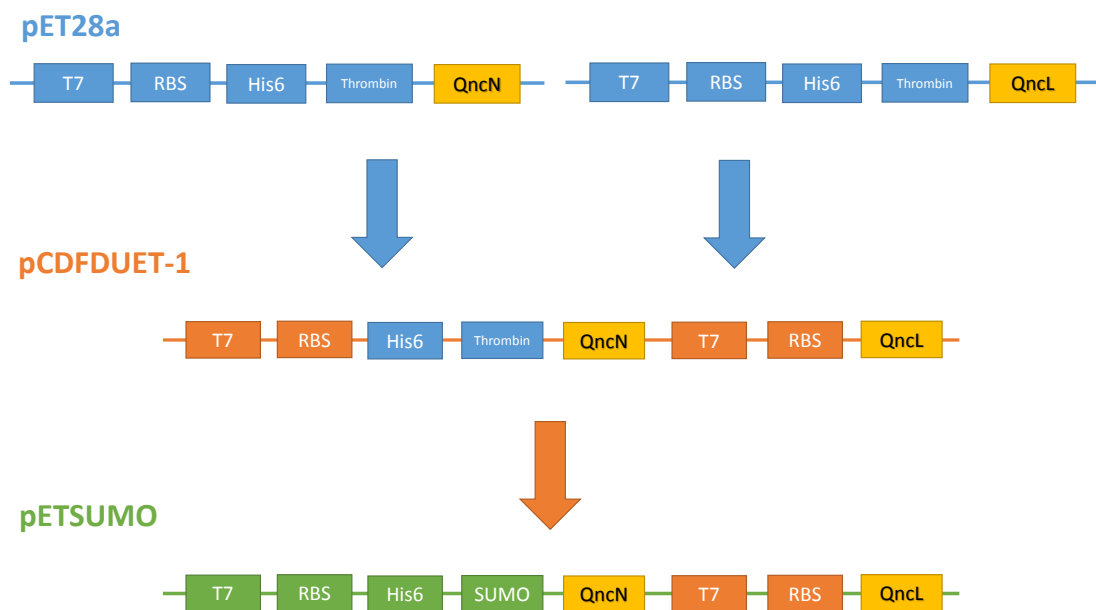 pET28a
T7 RBS His6 Thrombin QncN T7 RBS His6 Thrombin QncL
pCDFDUET-1
T7 RBS His6 Thrombin QncN T7 RBS QncL
pETSUMO
T7 RBS His6 SUMO QncN T7 RBS QncL